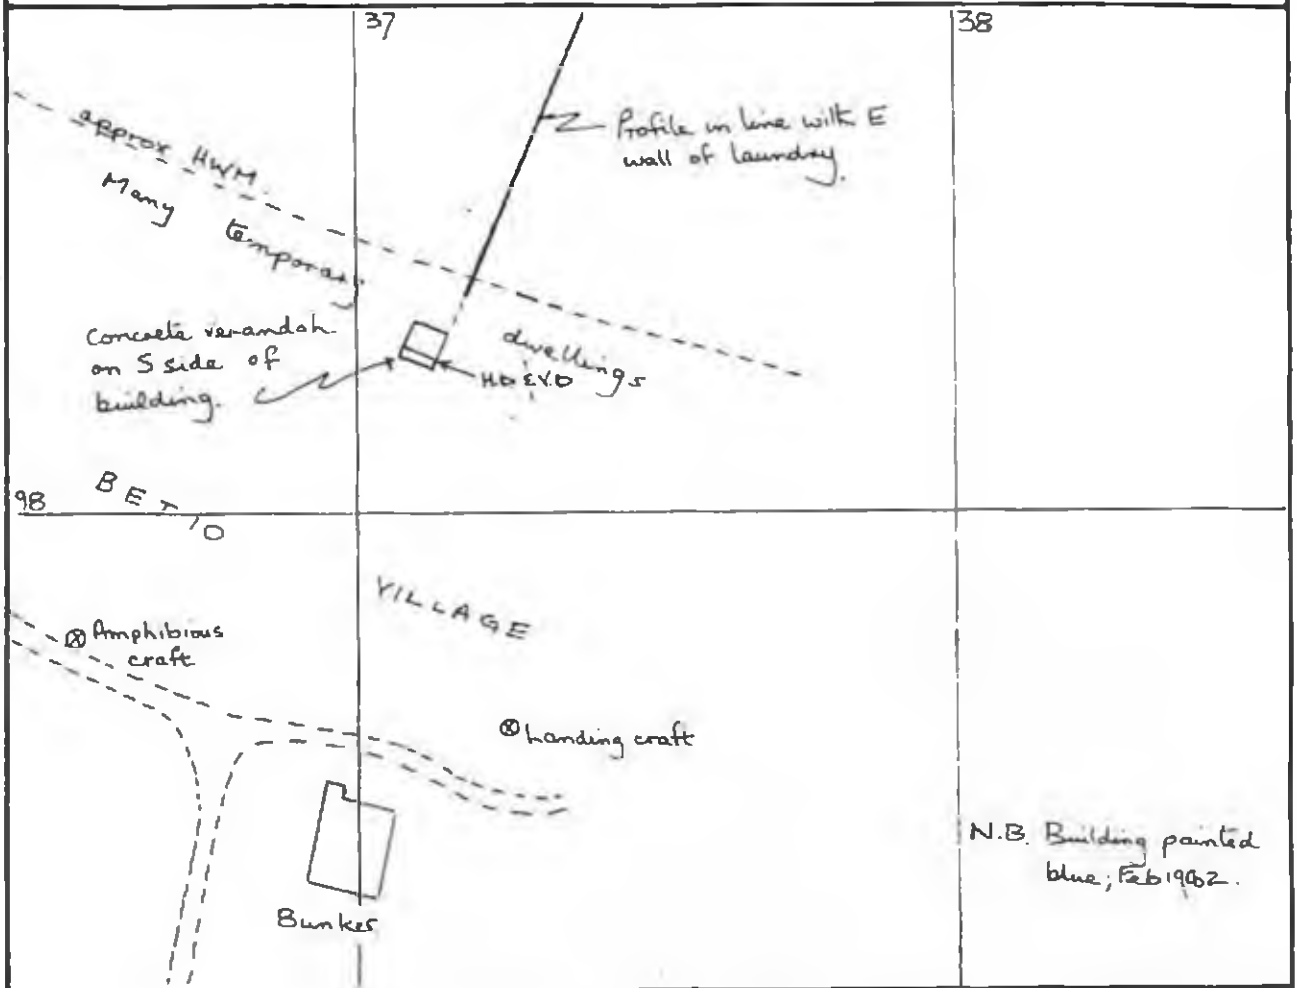 37
38
Profile in line with E
wall of laundry.
approx HWM.
Many temporary
dwellings
Concrete verandah
on S side of
building.
98
BETIO
VILLAGE
Amphibious
craft
Landing craft
Bunker
N.B. Building painted
blue; Feb